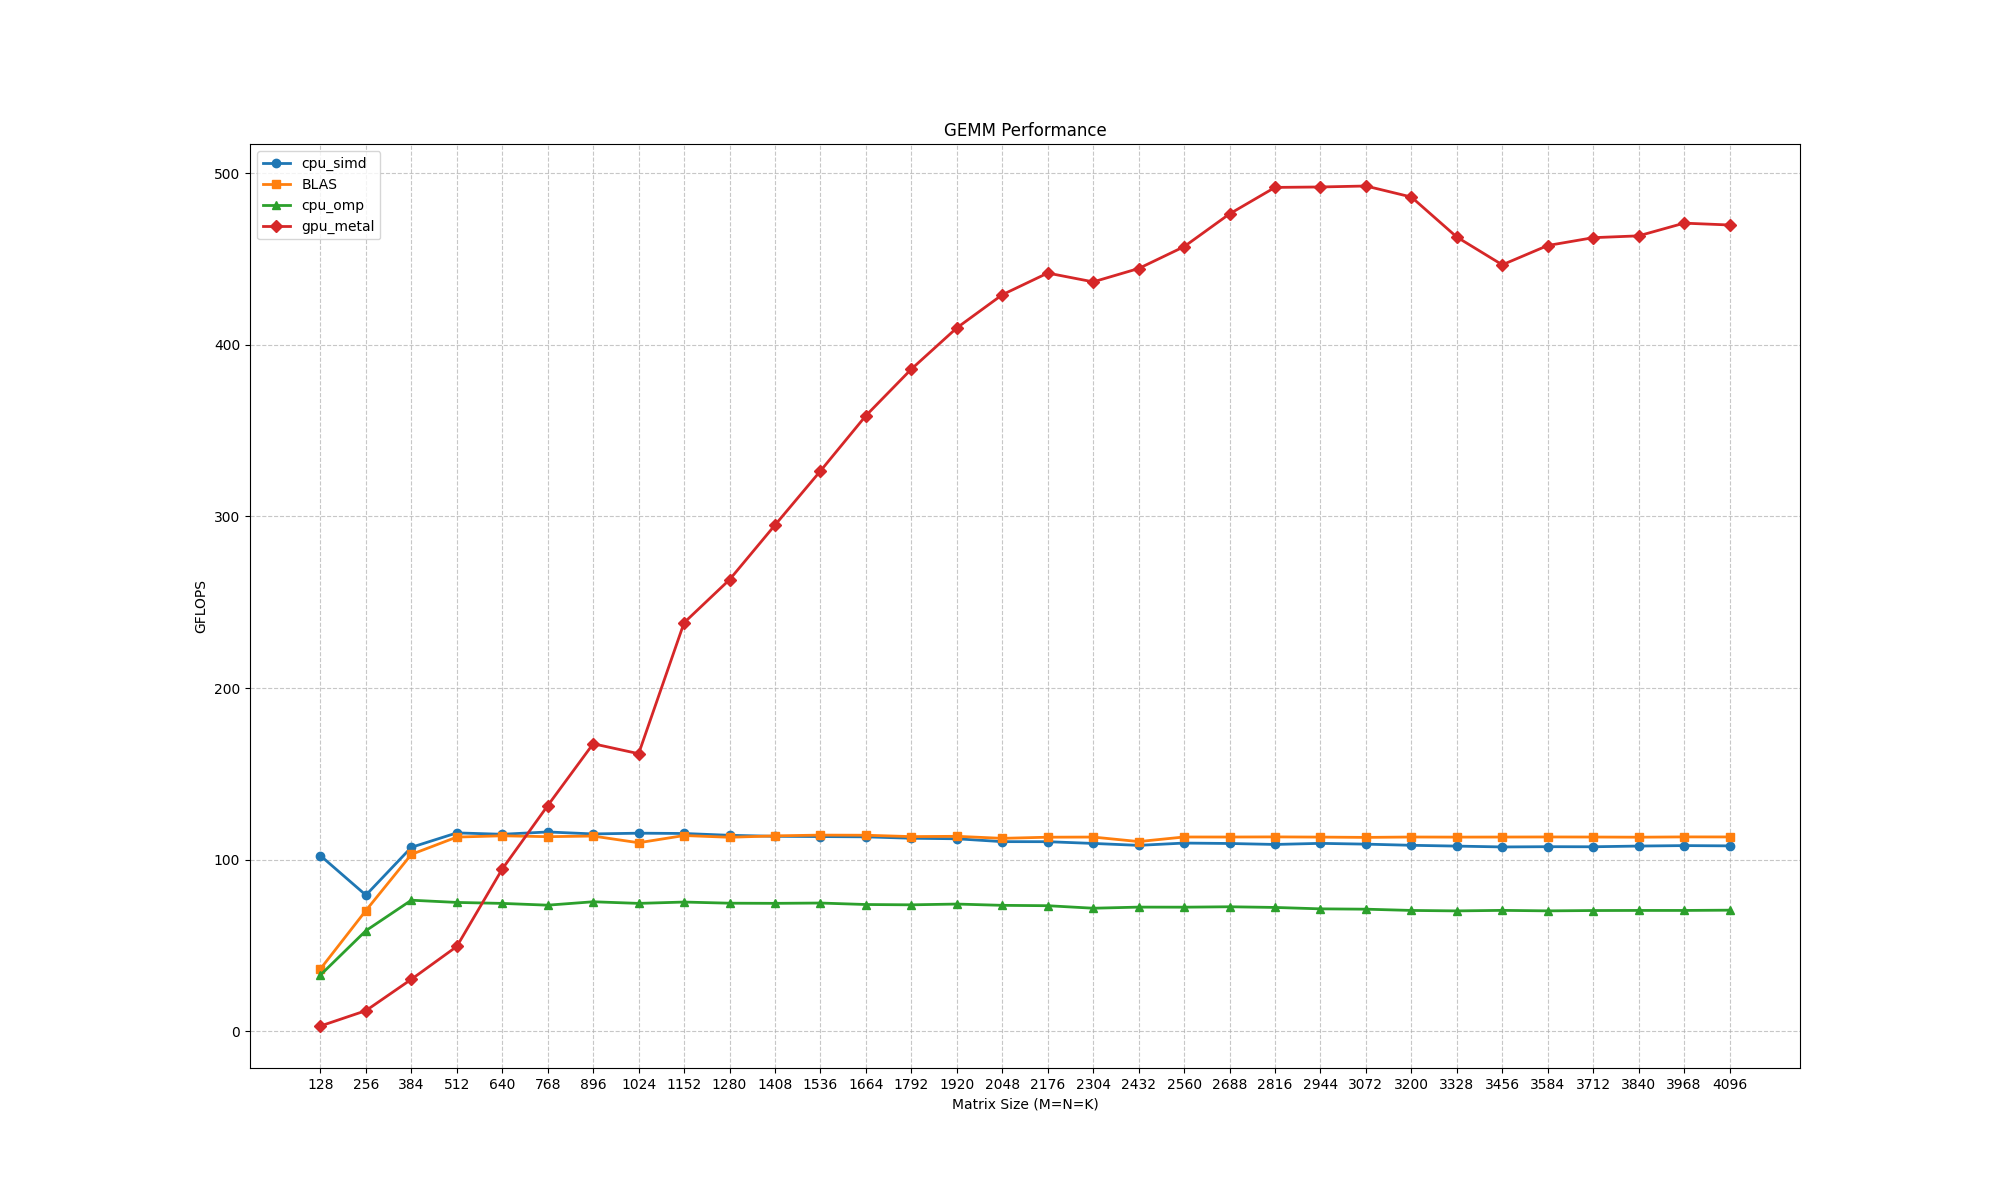 GEMM Performance
cpu_simd
BLAS
cpu_omp
gpu_metal
500
400
300
200
100
0
GFLOPS
128 256 384 512 640 768 896 1024 1152 1280 1408 1536 1664 1792 1920 2048 2176 2304 2432 2560 2688 2816 2944 3072 3200 3328 3456 3584 3712 3840 3968 4096
Matrix Size (M=N=K)